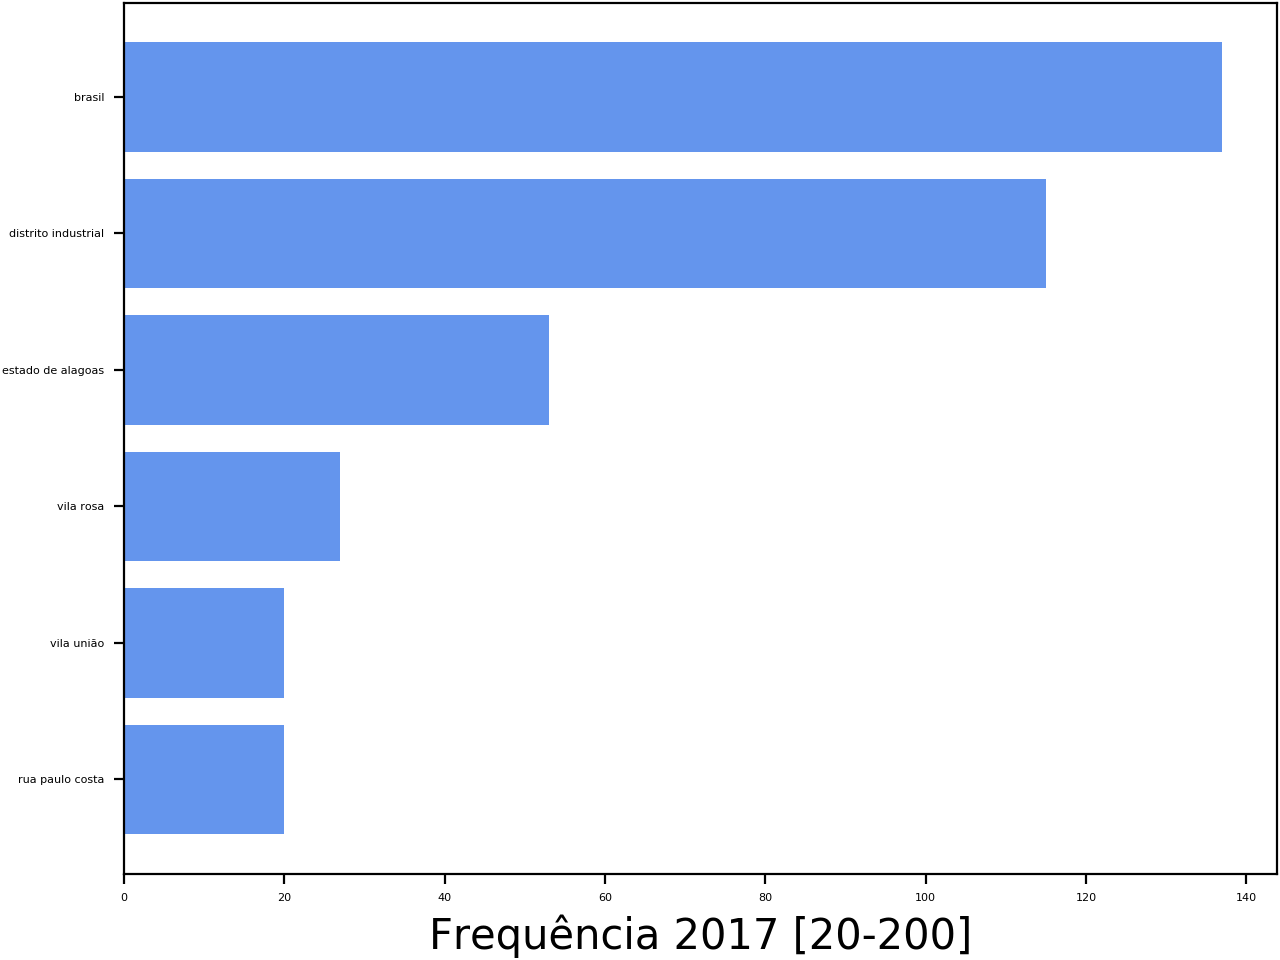 brasil
distrito industrial
estado de alagoas
vila rosa
vila união
rua paulo costa
0 20 40 60 80 100 120 140
Frequência 2017 [20-200]